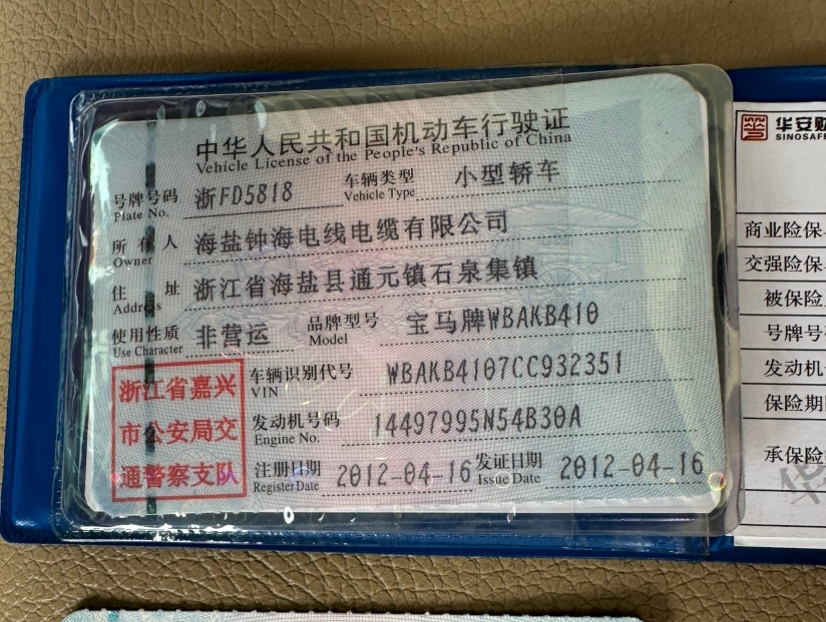 中华人民共和国机动车行驶证
Vehicle License of the People's Republic of China
号牌号码 浙FD5818 车辆类型 小型轿车
Plate No. Vehicle Type
所有人 海盐钟海电线电缆有限公司
Owner
住址 浙江省海盐县通元镇石泉集镇
Address
使用性质 非营运 品牌型号 宝马牌WBAKB410
Use Character Model
浙江省嘉兴
市公安局交
通警察支队
车辆识别代号 WBAKB4107CC932351
VIN
发动机号码 14497995N54B30A
Engine No.
注册日期 2012-04-16 发证日期 2012-04-16
Register Date Issue Date
华安财
SINOSAFE
商业险保
交强险保
被保险
号牌号
发动机
保险期
承保险